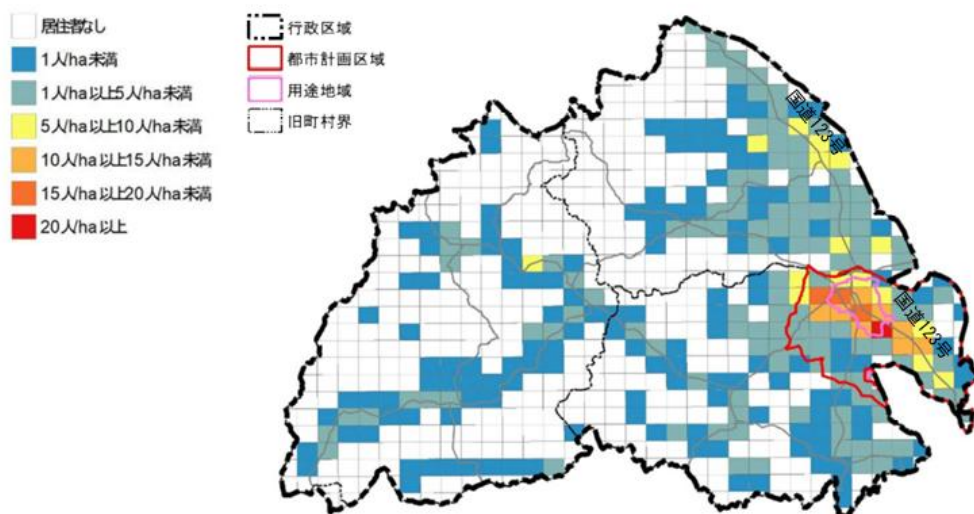 居住者なし
1人/ha未満
1人/ha以上5人/ha未満
5人/ha以上10人/ha未満
10人/ha以上15人/ha未満
15人/ha以上20人/ha未満
20人/ha以上
行政区域
都市計画区域
用途地域
旧町村界
国道123号
国道123号